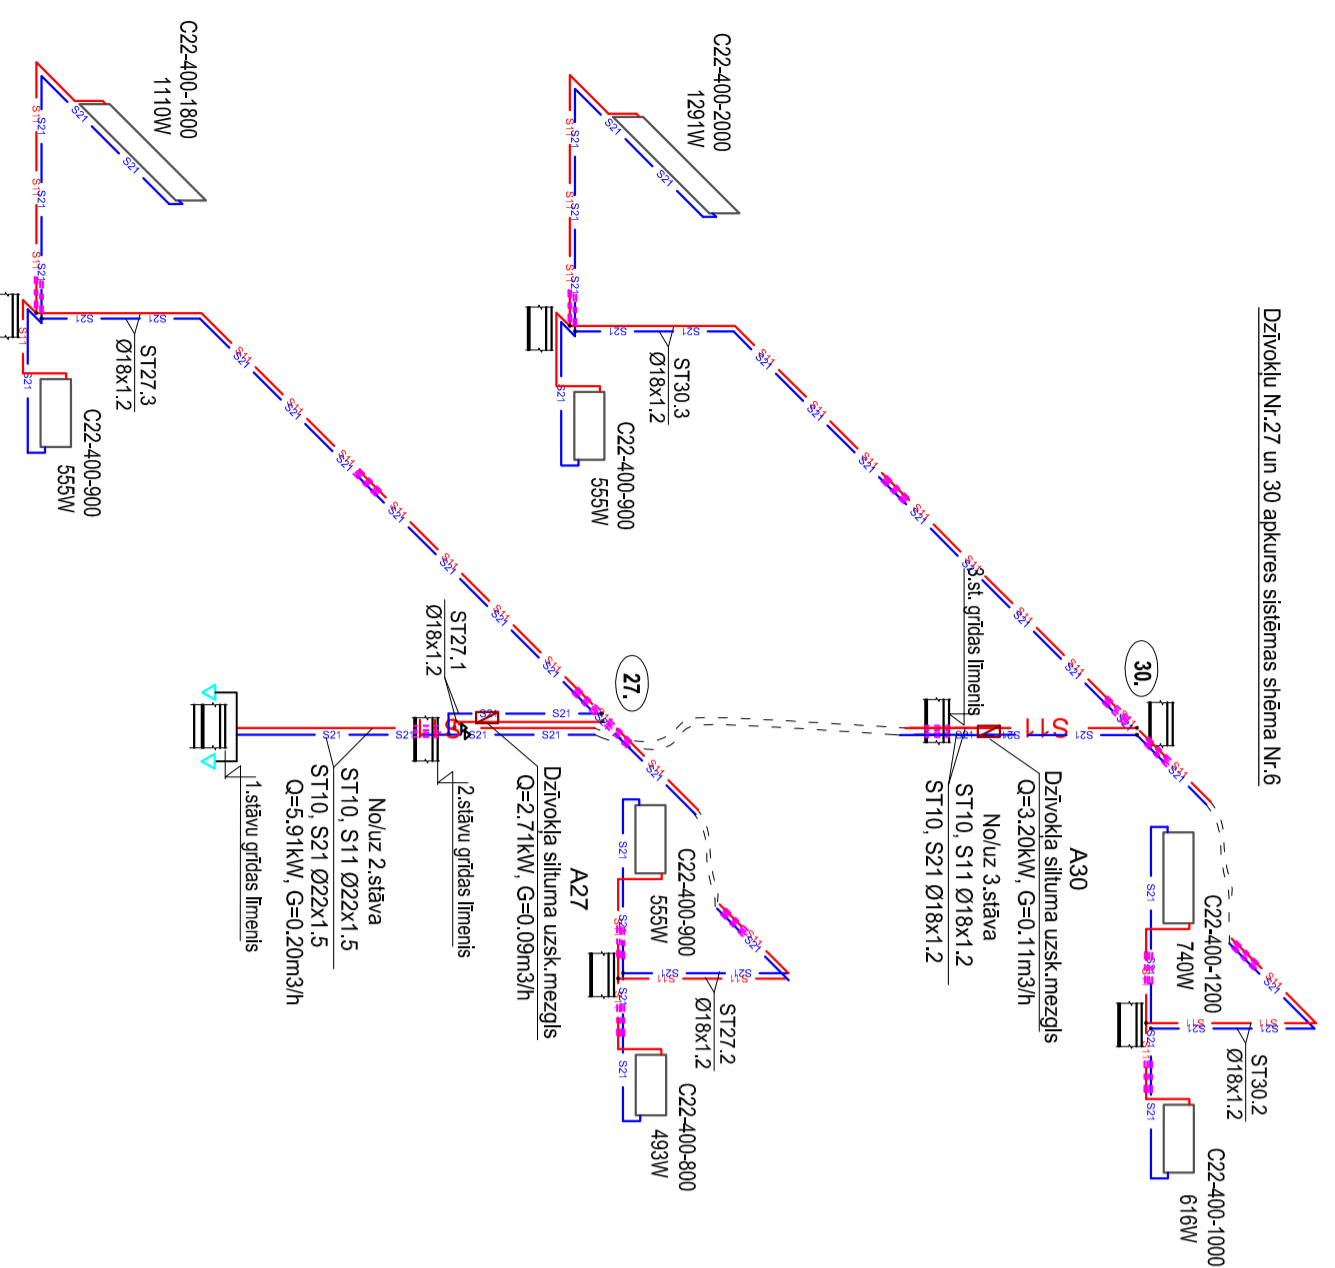 Dzīvokļu Nr.27 un 30 apkures sistēmas shēma Nr.6
C22-400-2000
1291W
ST30.3
Ø18x1.2
C22-400-900
555W
30.
3.st. grīdas līmenis
S11
A30
Dzīvokļa siltuma uzsk.mezgls
Q=3.20kW, G=0.11m3/h
No/uz 3.stāva
ST10, S11 Ø18x1.2
ST10, S21 Ø18x1.2
C22-400-1200
740W
ST30.2
Ø18x1.2
C22-400-1000
616W
C22-400-1800
1110W
ST27.3
Ø18x1.2
C22-400-900
555W
27.
ST27.1
Ø18x1.2
A27
Dzīvokļa siltuma uzsk.mezgls
Q=2.71kW, G=0.09m3/h
2.stāvu grīdas līmenis
No/uz 2.stāva
ST10, S11 Ø22x1.5
ST10, S21 Ø22x1.5
Q=5.91kW, G=0.20m3/h
1.stāvu grīdas līmenis
C22-400-900
555W
ST27.2
Ø18x1.2
C22-400-800
493W
S11
S21